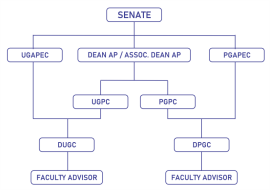 SENATE
UGAPEC
DEAN AP / ASSOC. DEAN AP
PGAPEC
UGPC
PGPC
DUGC
DPGC
FACULTY ADVISOR
FACULTY ADVISOR